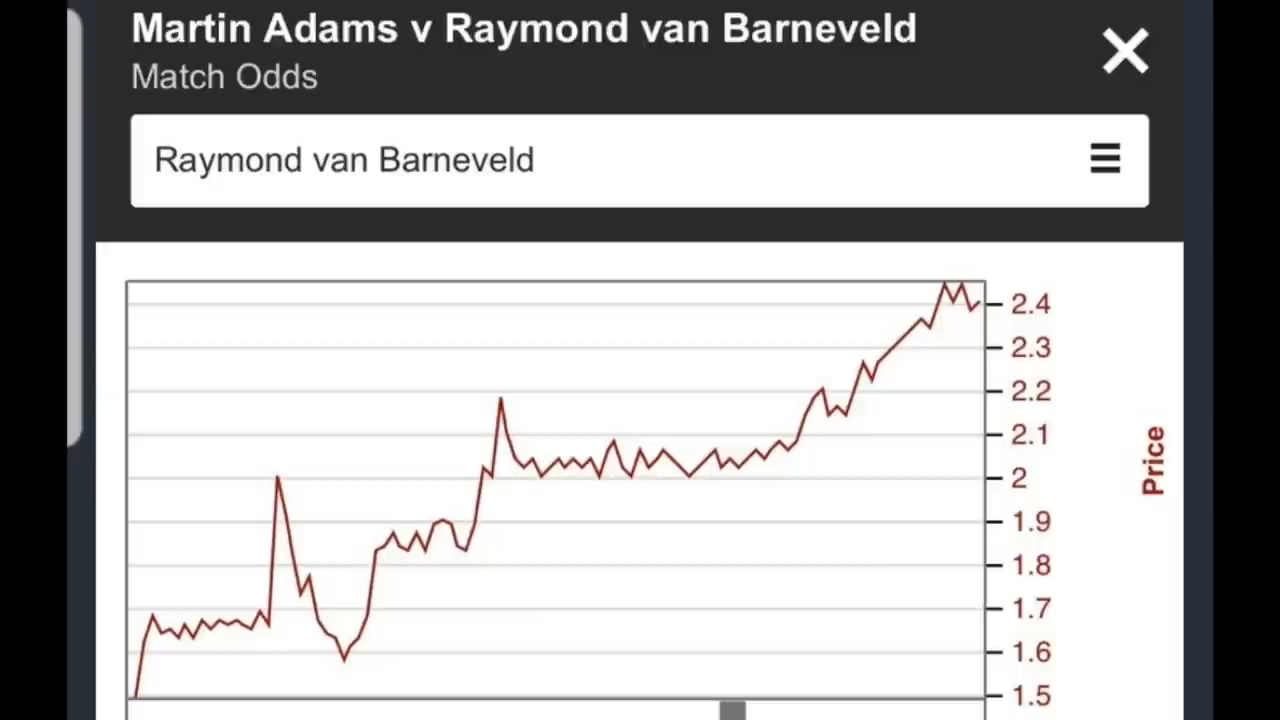 Martin Adams v Raymond van Barneveld
Match Odds
Raymond van Barneveld
2.4
2.3
2.2
2.1
2
1.9
1.8
1.7
1.6
1.5
Price